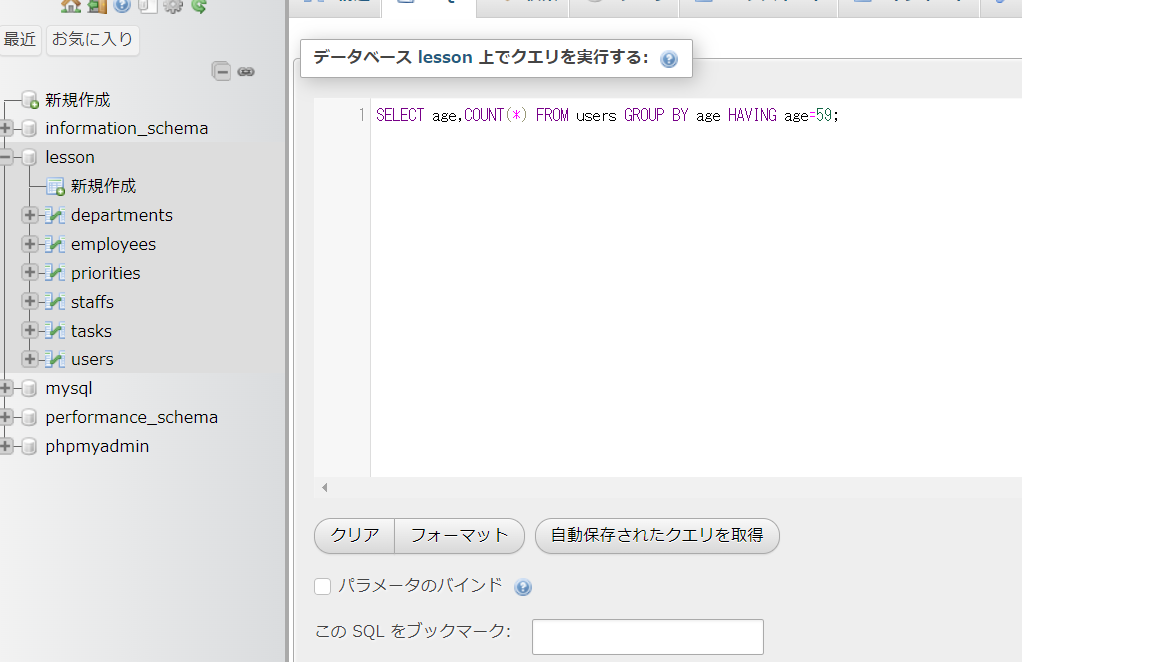 最近
お気に入り
新規作成
information_schema
lesson
新規作成
departments
employees
priorities
staffs
tasks
users
mysql
performance_schema
phpmyadmin
データベース lesson 上でクエリを実行する:
1 SELECT age,COUNT(*) FROM users GROUP BY age HAVING age=59;
クリア
フォーマット
自動保存されたクエリを取得
パラメータのバインド
この SQL をブックマーク: